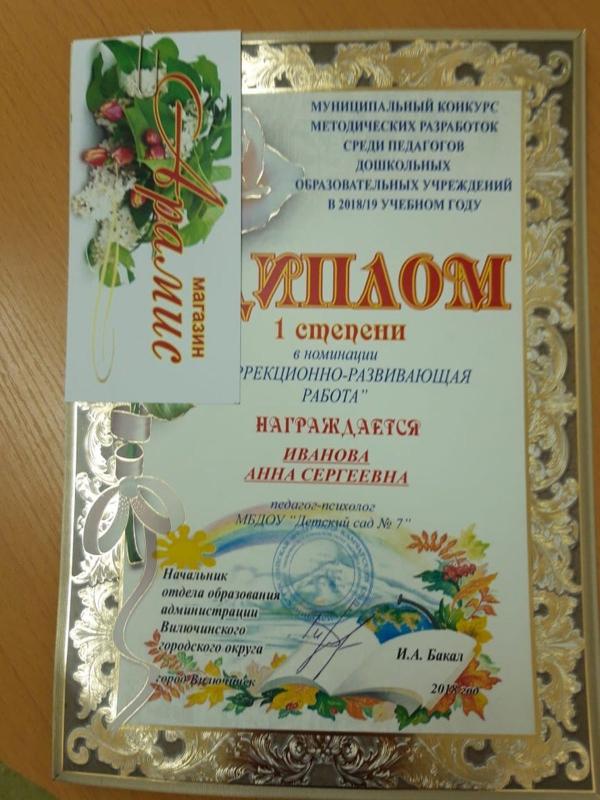 МУНИЦИПАЛЬНЫЙ КОНКУРС
МЕТОДИЧЕСКИХ РАЗРАБОТОК
СРЕДИ ПЕДАГОГОВ
ДОШКОЛЬНЫХ
ОБРАЗОВАТЕЛЬНЫХ УЧРЕЖДЕНИЙ
В 2018/19 УЧЕБНОМ ГОДУ
магазин
Арамис
ДИПЛОМ
1 степени
в номинации
РРЕКЦИОННО-РАЗВИВАЮЩАЯ
РАБОТА"
НАГРАЖДАЕТСЯ
ИВАНОВА
АННА СЕРГЕЕВНА
педагог-психолог
МБДОУ "Детский сад № 7"
Начальник
отдела образования
администрации
Вилючинского
городского округа
И.А. Бакал
город Вилючинск
2018 год